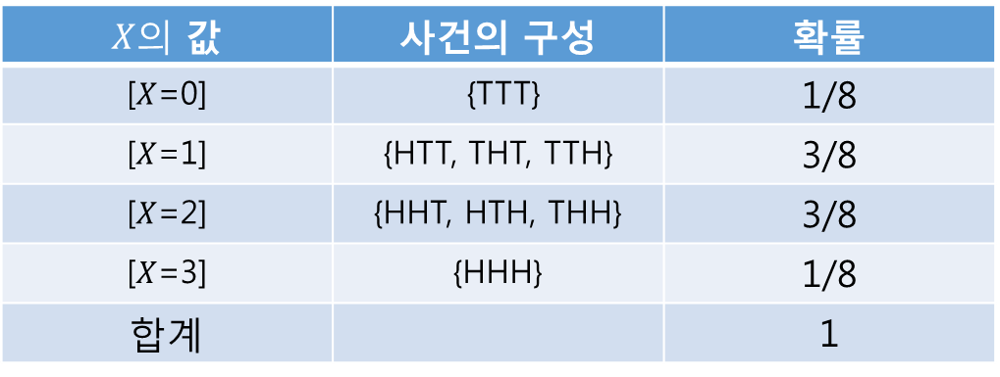 X의 값 사건의 구성 확률
[X=0] {TTT} 1/8
[X=1] {HTT, THT, TTH} 3/8
[X=2] {HHT, HTH, THH} 3/8
[X=3] {HHH} 1/8
합계 1